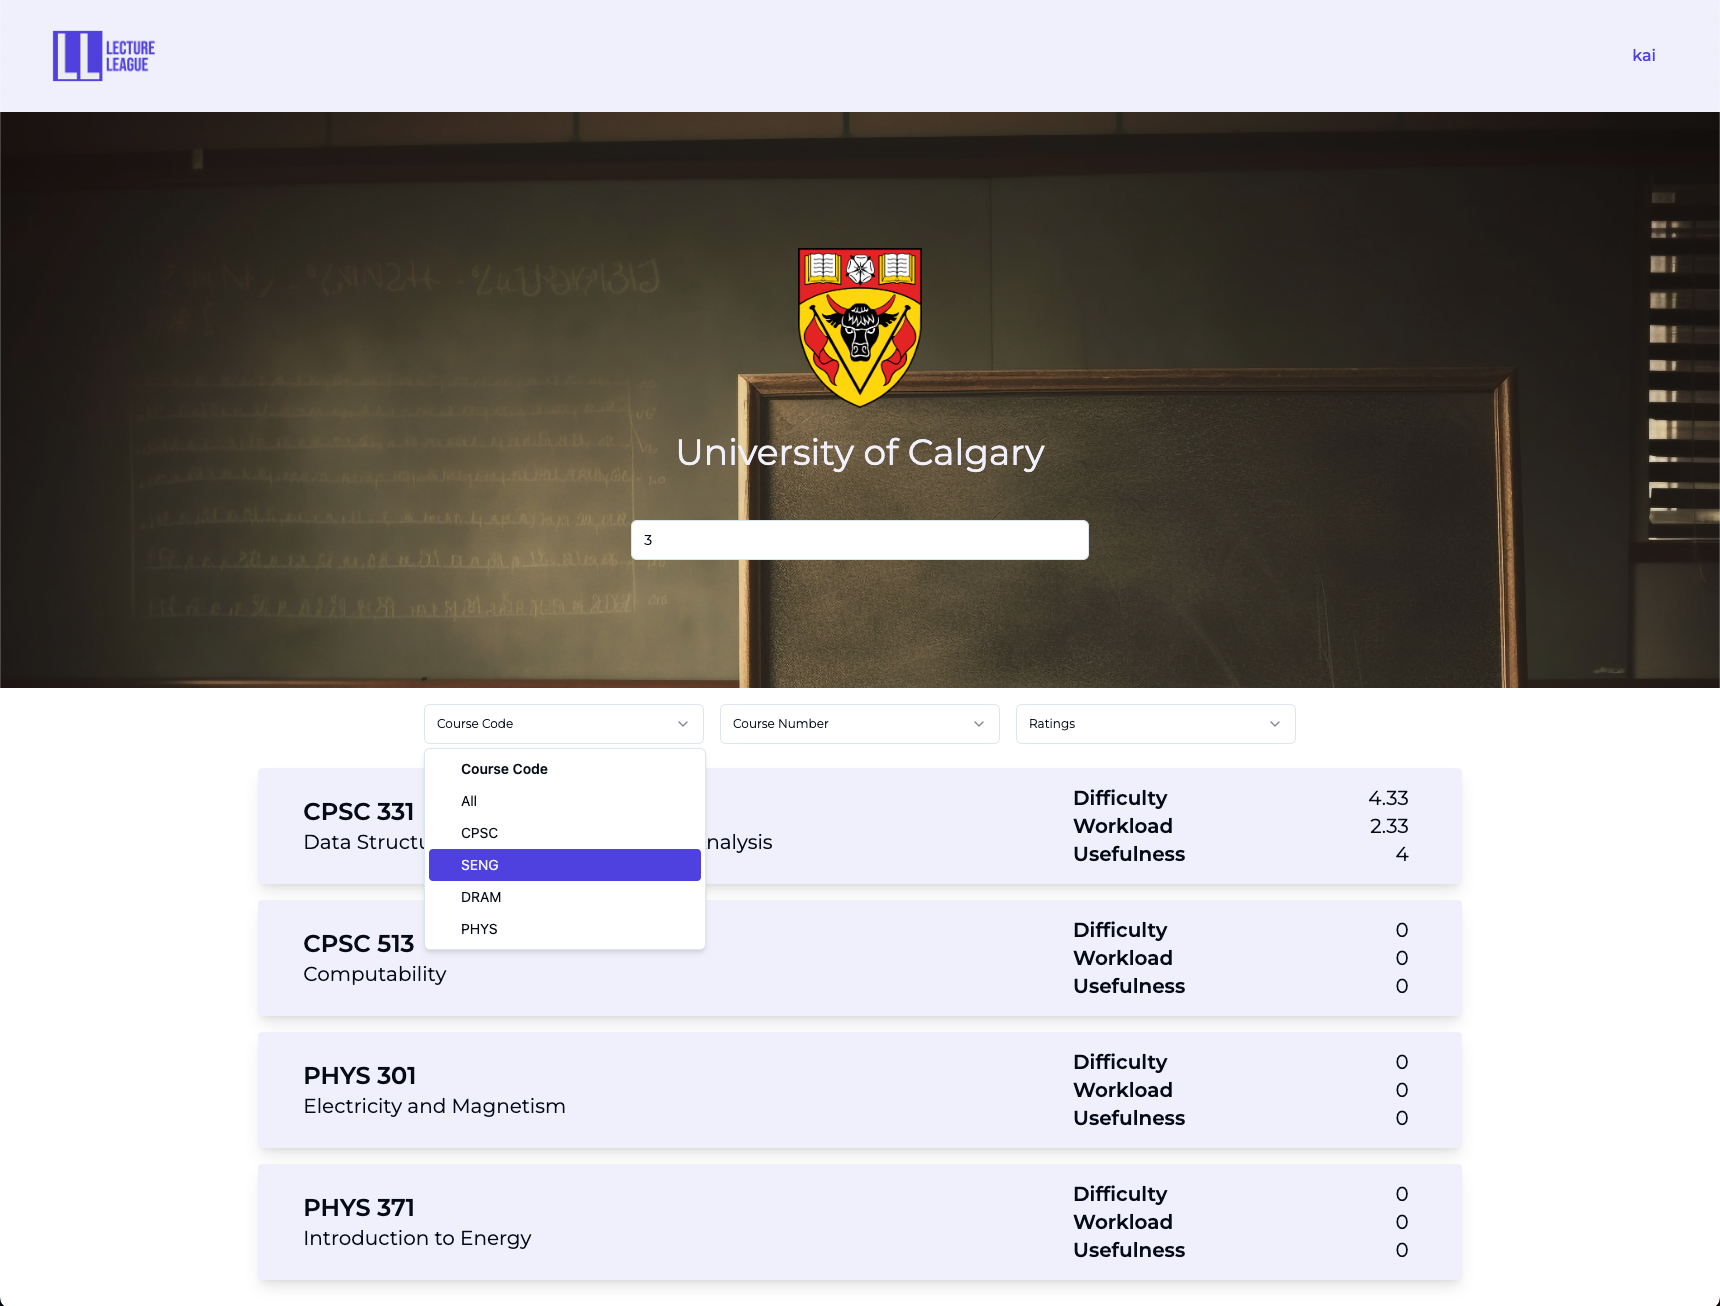 LECTURE
LEAGUE
kai
University of Calgary
3
Course Code
Course Number
Ratings
Course Code
All
CPSC
SENG
DRAM
PHYS
CPSC 331
Data Structu nalysis
Difficulty 4.33
Workload 2.33
Usefulness 4
CPSC 513
Computability
Difficulty 0
Workload 0
Usefulness 0
PHYS 301
Electricity and Magnetism
Difficulty 0
Workload 0
Usefulness 0
PHYS 371
Introduction to Energy
Difficulty 0
Workload 0
Usefulness 0